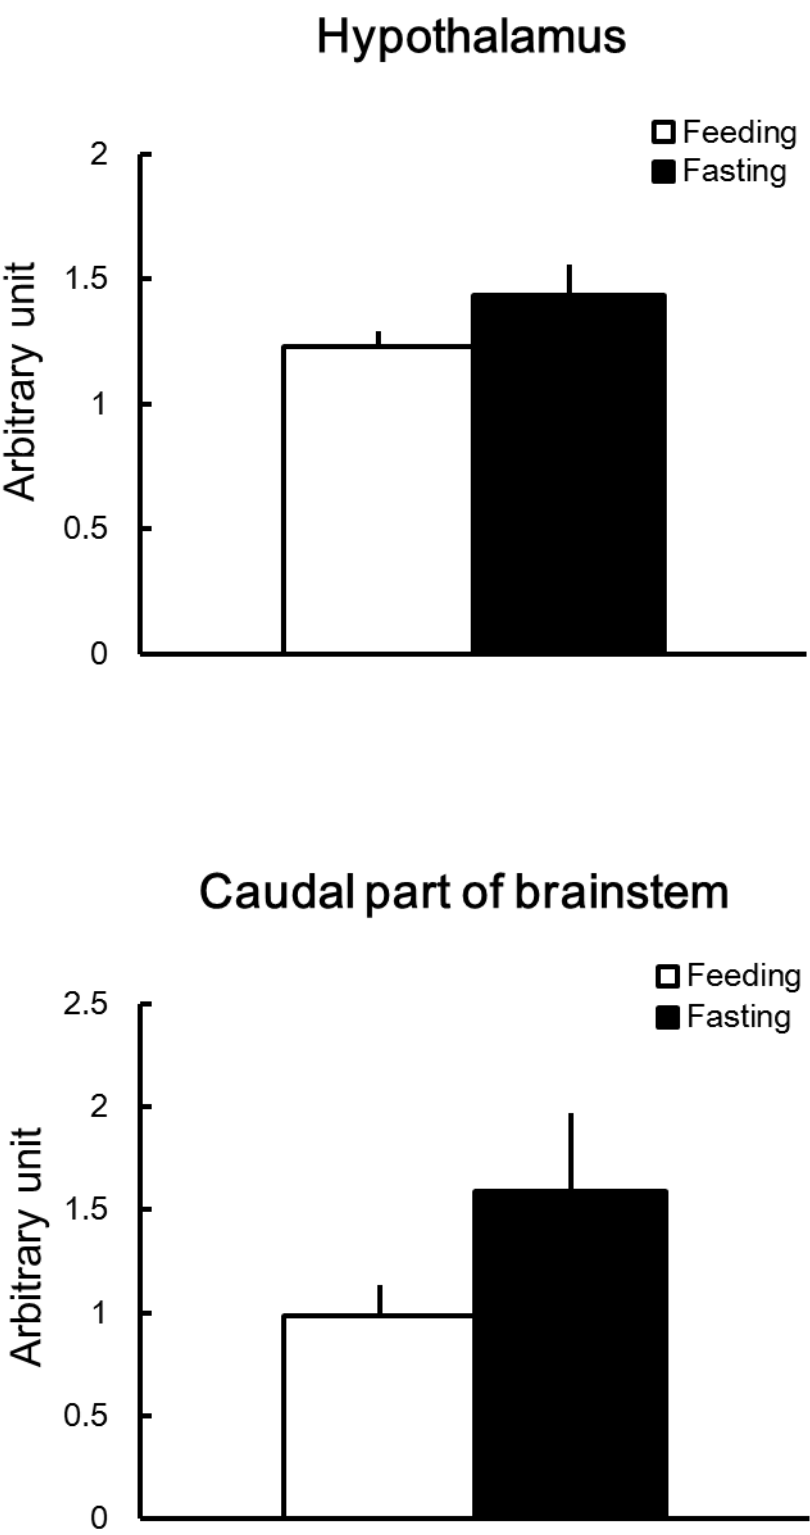 Hypothalamus
Feeding
Fasting
2
1.5
1
0.5
0
Arbitrary unit
Caudal part of brainstem
Feeding
Fasting
2.5
2
1.5
1
0.5
0
Arbitrary unit